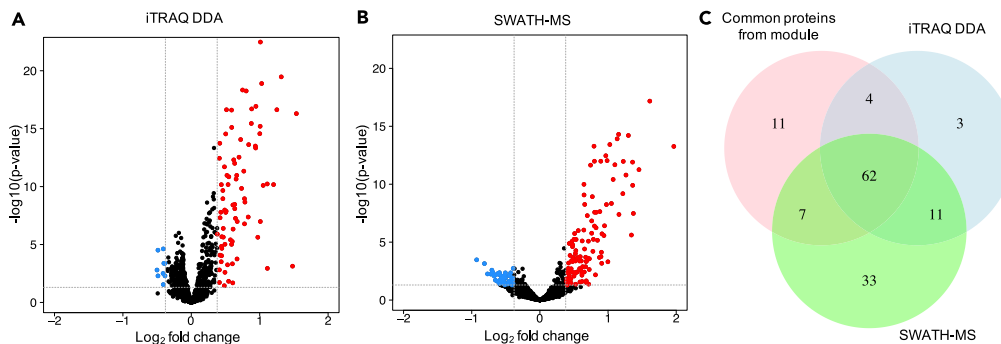 A
iTRAQ DDA
-log10(p-value)
20
15
10
5
0
−2
−1
0
1
2
Log2 fold change
B
SWATH-MS
-log10(p-value)
20
15
10
5
0
−2
−1
0
1
2
Log2 fold change
C
Common proteins
from module
iTRAQ DDA
11
4
3
62
7
11
33
SWATH-MS